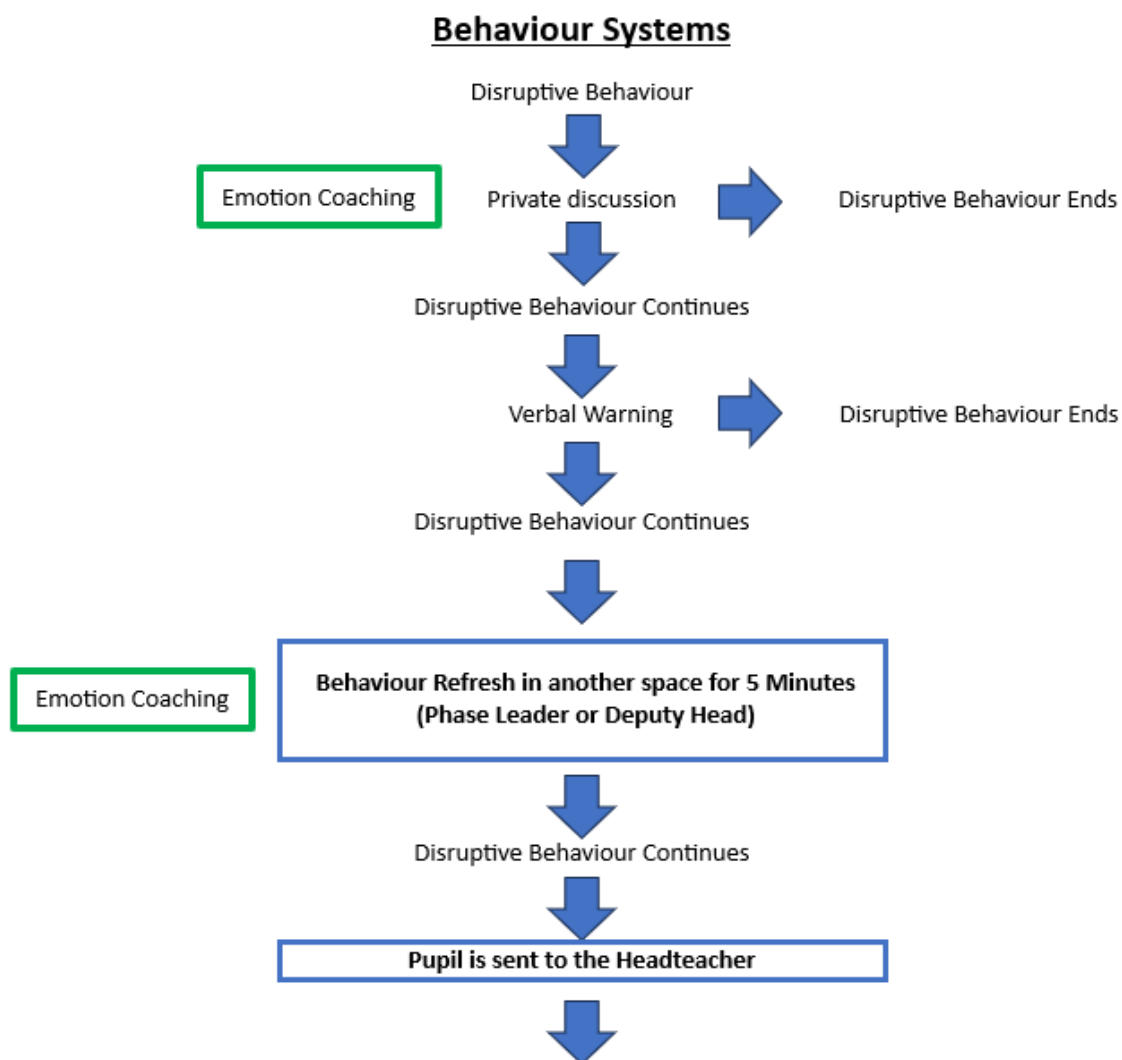 Behaviour Systems
Disruptive Behaviour
Emotion Coaching
Private discussion
Disruptive Behaviour Ends
Disruptive Behaviour Continues
Verbal Warning
Disruptive Behaviour Ends
Disruptive Behaviour Continues
Emotion Coaching
Behaviour Refresh in another space for 5 Minutes
(Phase Leader or Deputy Head)
Disruptive Behaviour Continues
Pupil is sent to the Headteacher